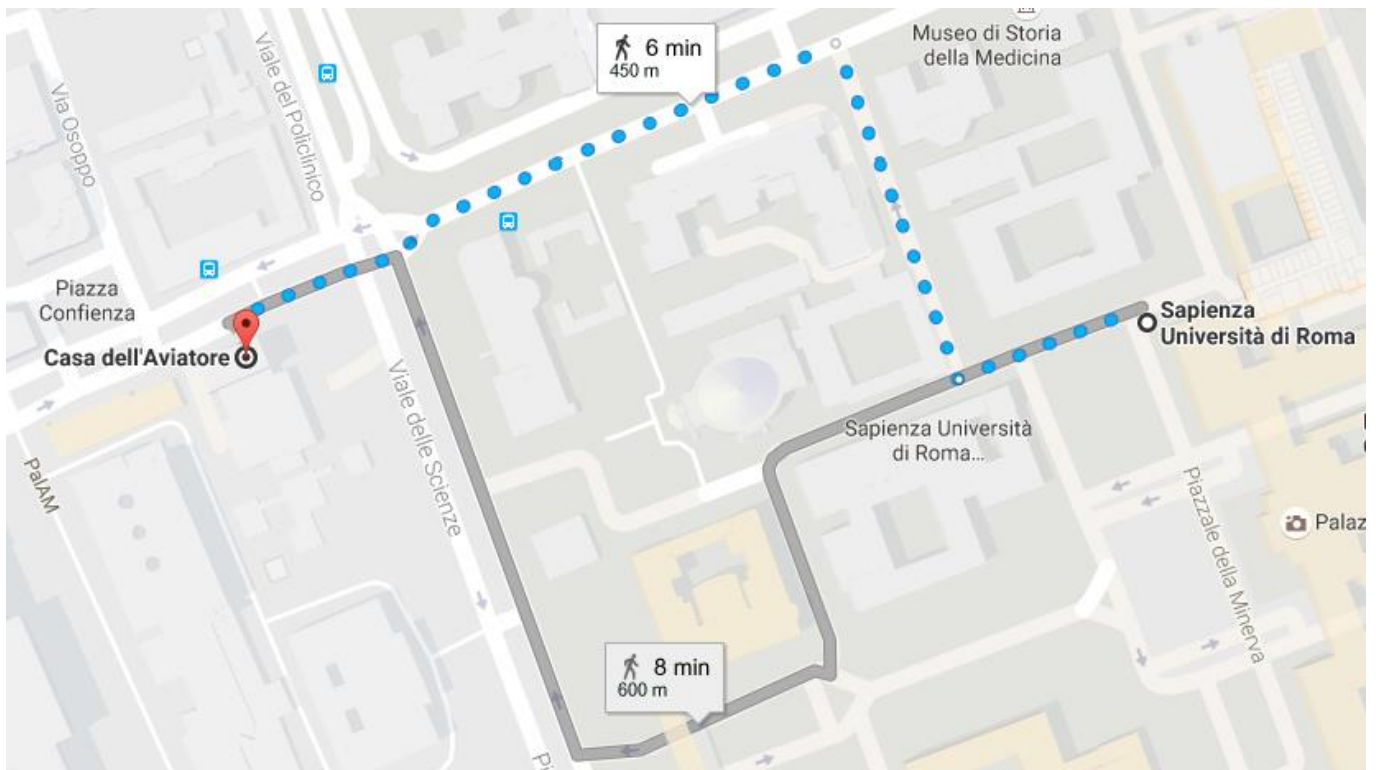 Museo di Storia
della Medicina
6 min
450 m
Viale del Policlinico
Via Osoppo
Piazza
Confienza
Casa dell'Aviatore
Sapienza
Università di Roma
Viale delle Scienze
Sapienza Università
di Roma...
PalAM
Piazzale della Minerva
Palaz
8 min
600 m